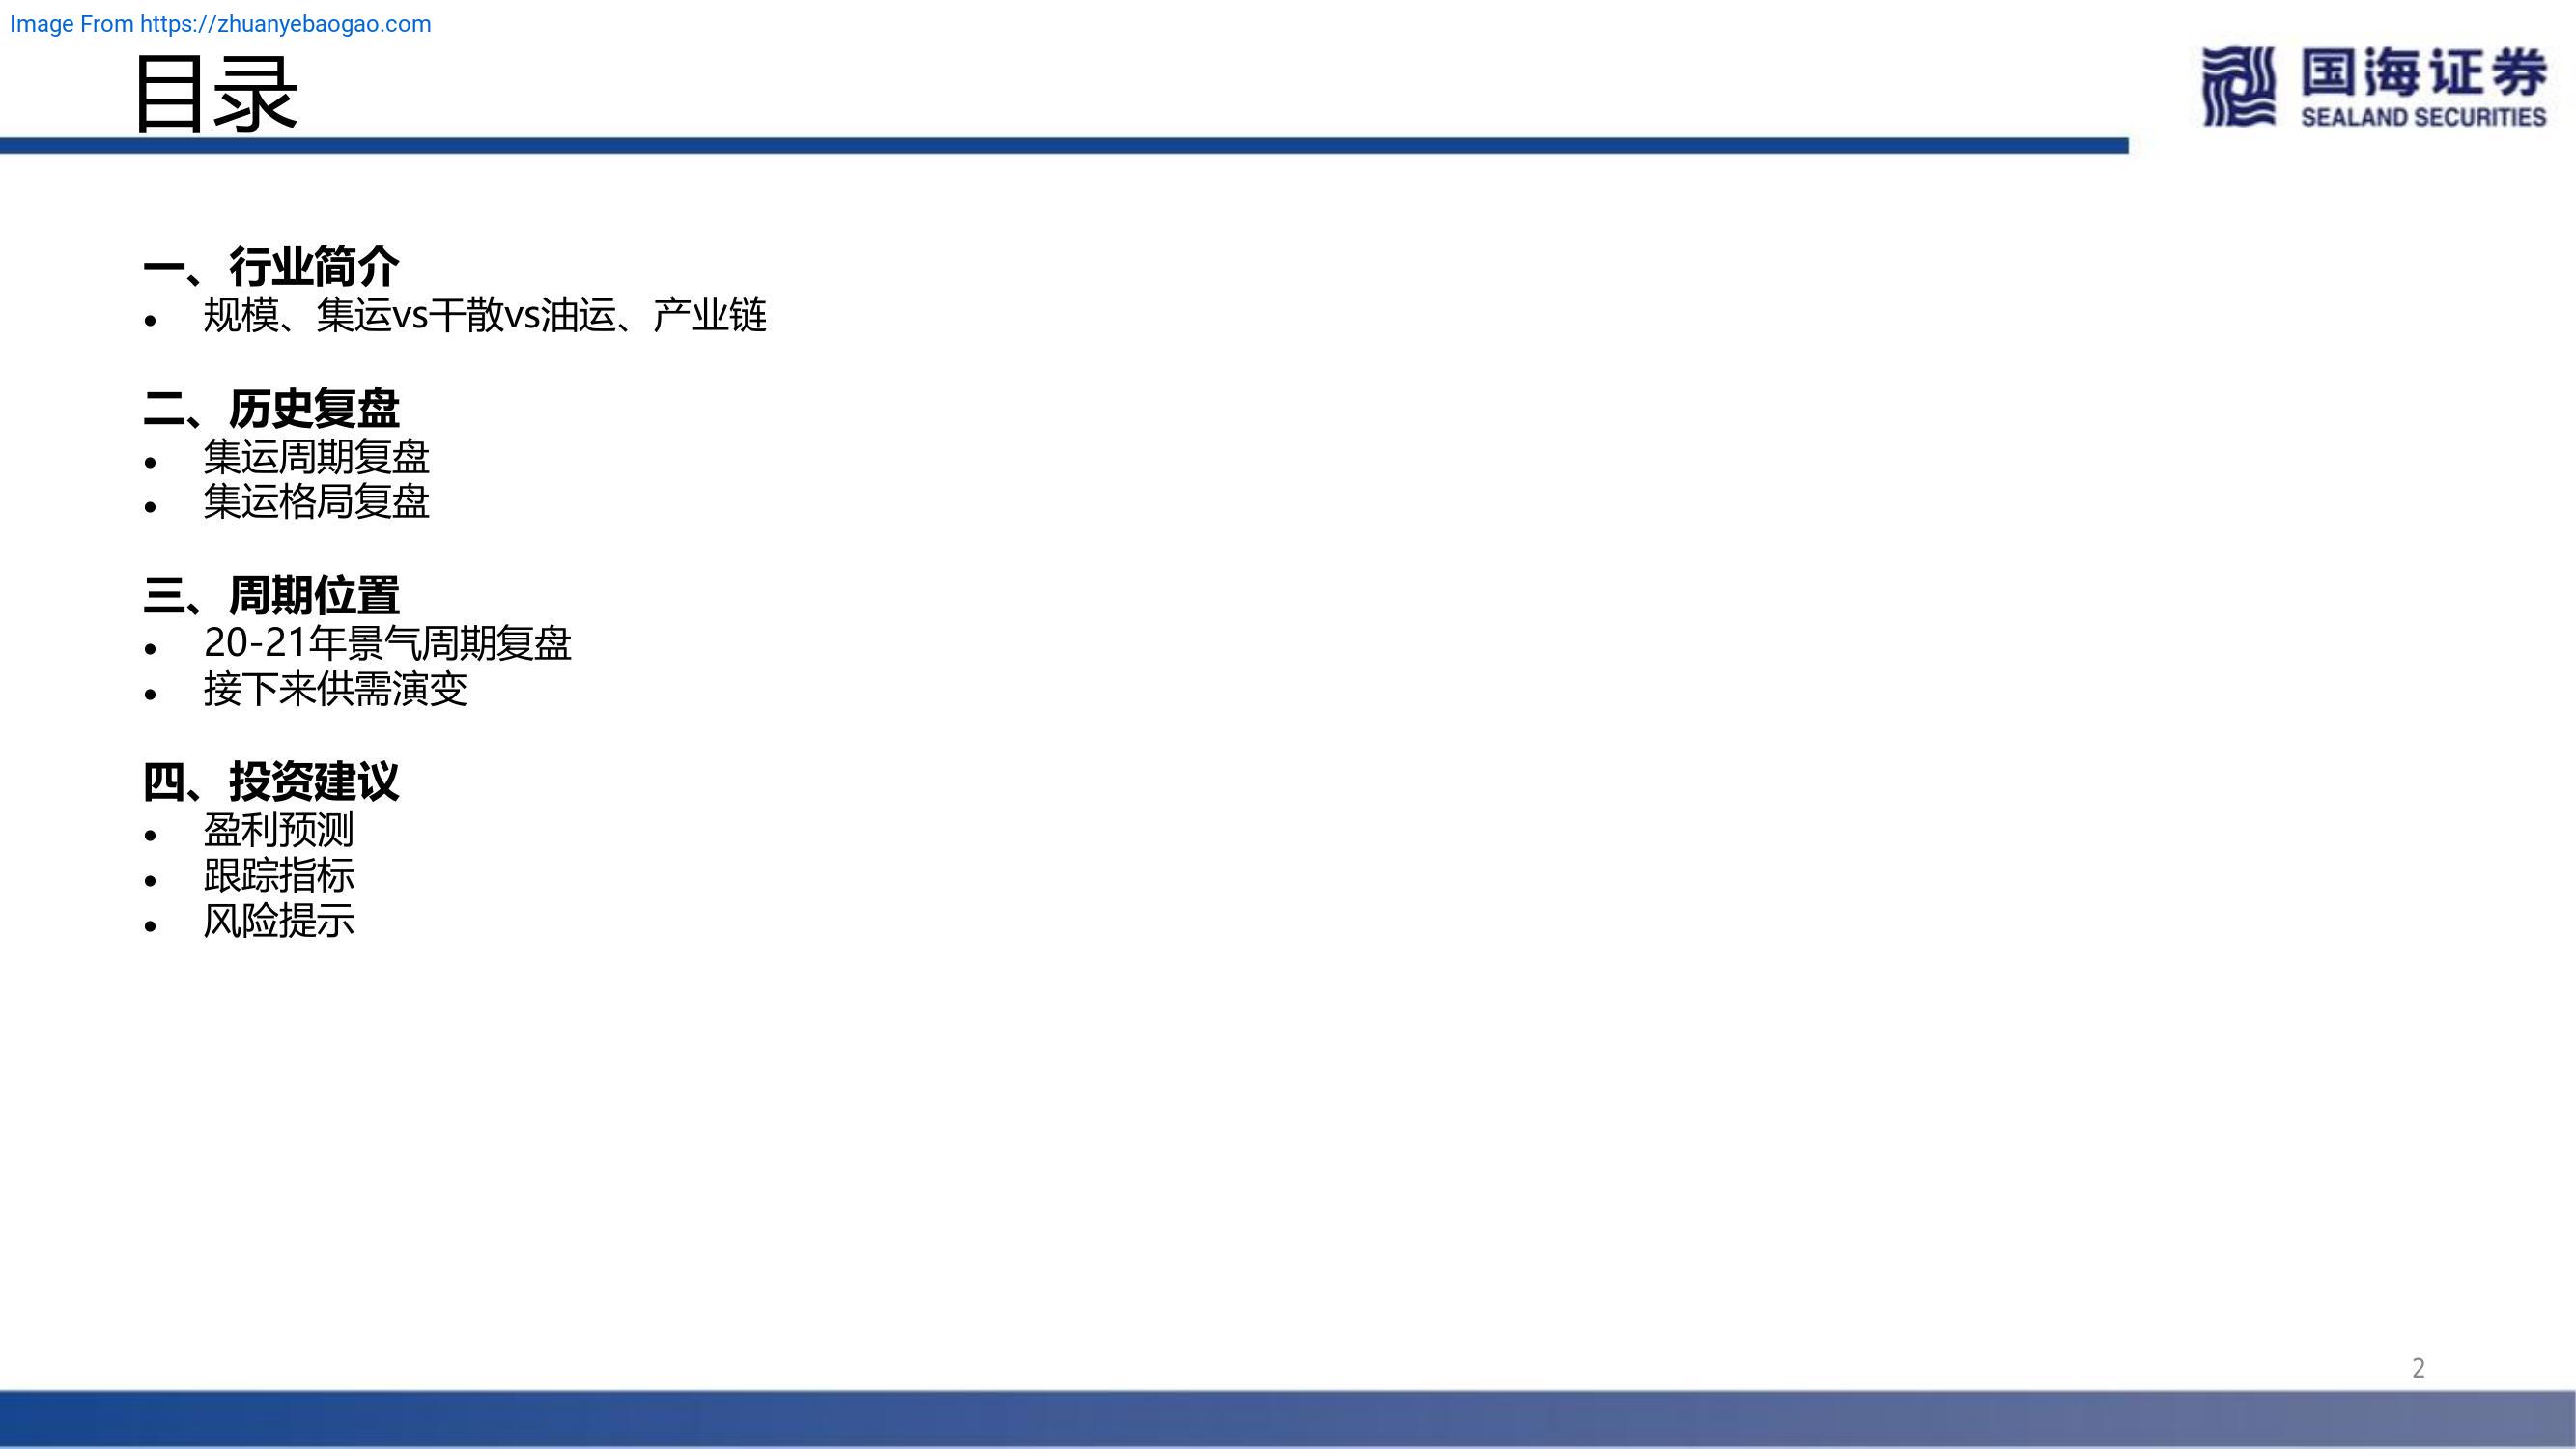 Image From https://zhuanyebaogao.com
目录
国海证券
SEALAND SECURITIES
一、行业简介
• 规模、集运vs干散vs油运、产业链
二、历史复盘
• 集运周期复盘
• 集运格局复盘
三、周期位置
• 20-21年景气周期复盘
• 接下来供需演变
四、投资建议
• 盈利预测
• 跟踪指标
• 风险提示
2